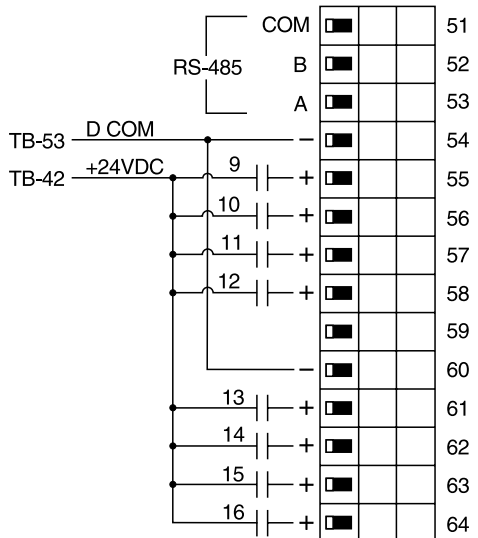 COM 51
RS-485 B 52
A 53
TB-53 D COM − 54
TB-42 +24VDC 9 + 55
10 + 56
11 + 57
12 + 58
59
− 60
13 + 61
14 + 62
15 + 63
16 + 64